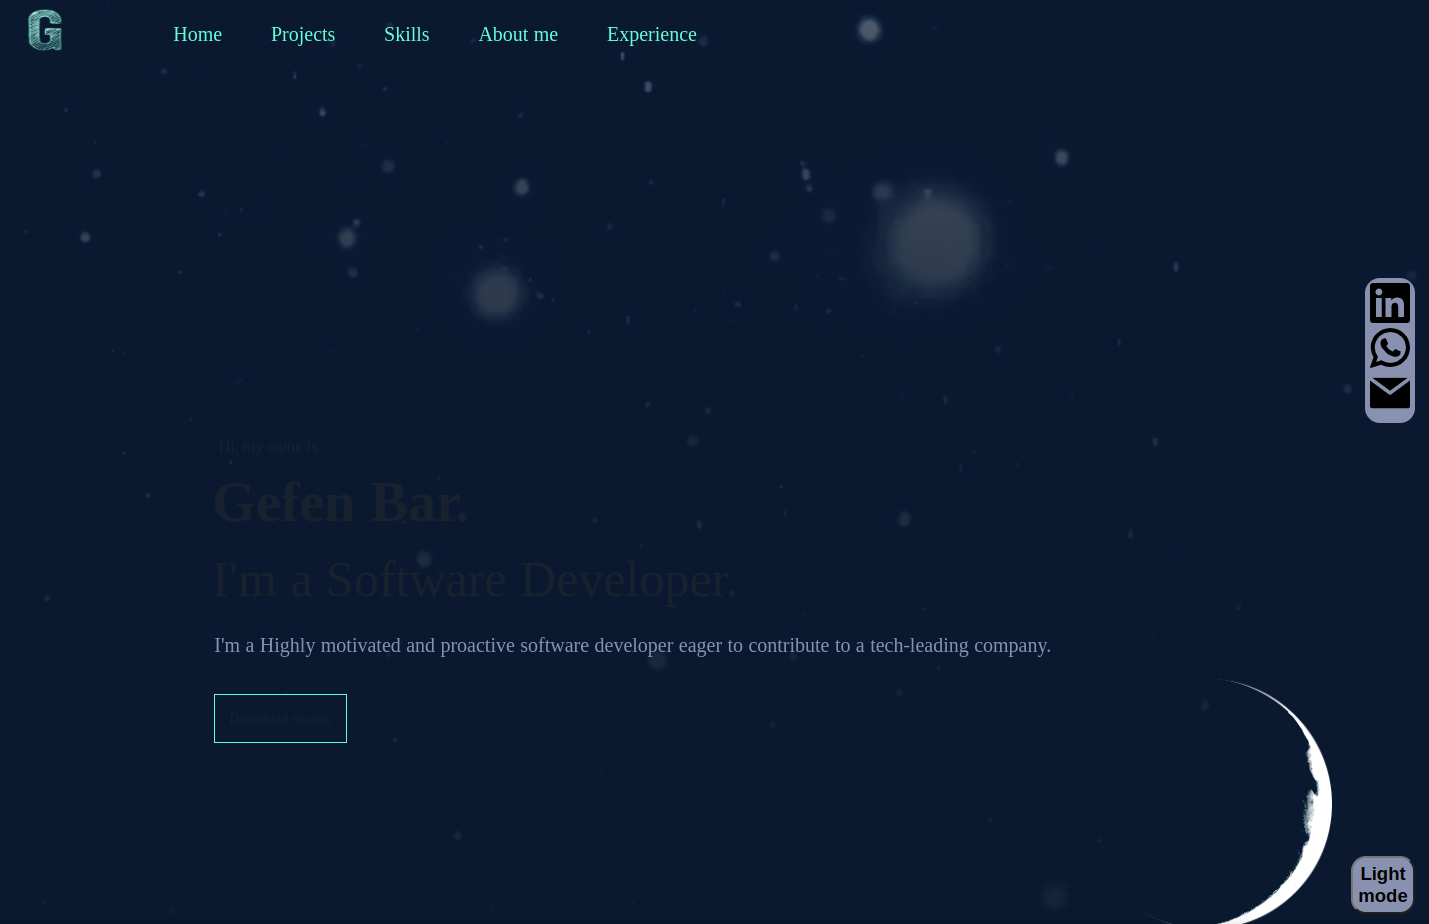 G
Home Projects Skills About me Experience
Hi, my name is
Gefen Bar.
I'm a Software Developer.
I'm a Highly motivated and proactive software developer eager to contribute to a tech-leading company.
Download resume
in
Light
mode